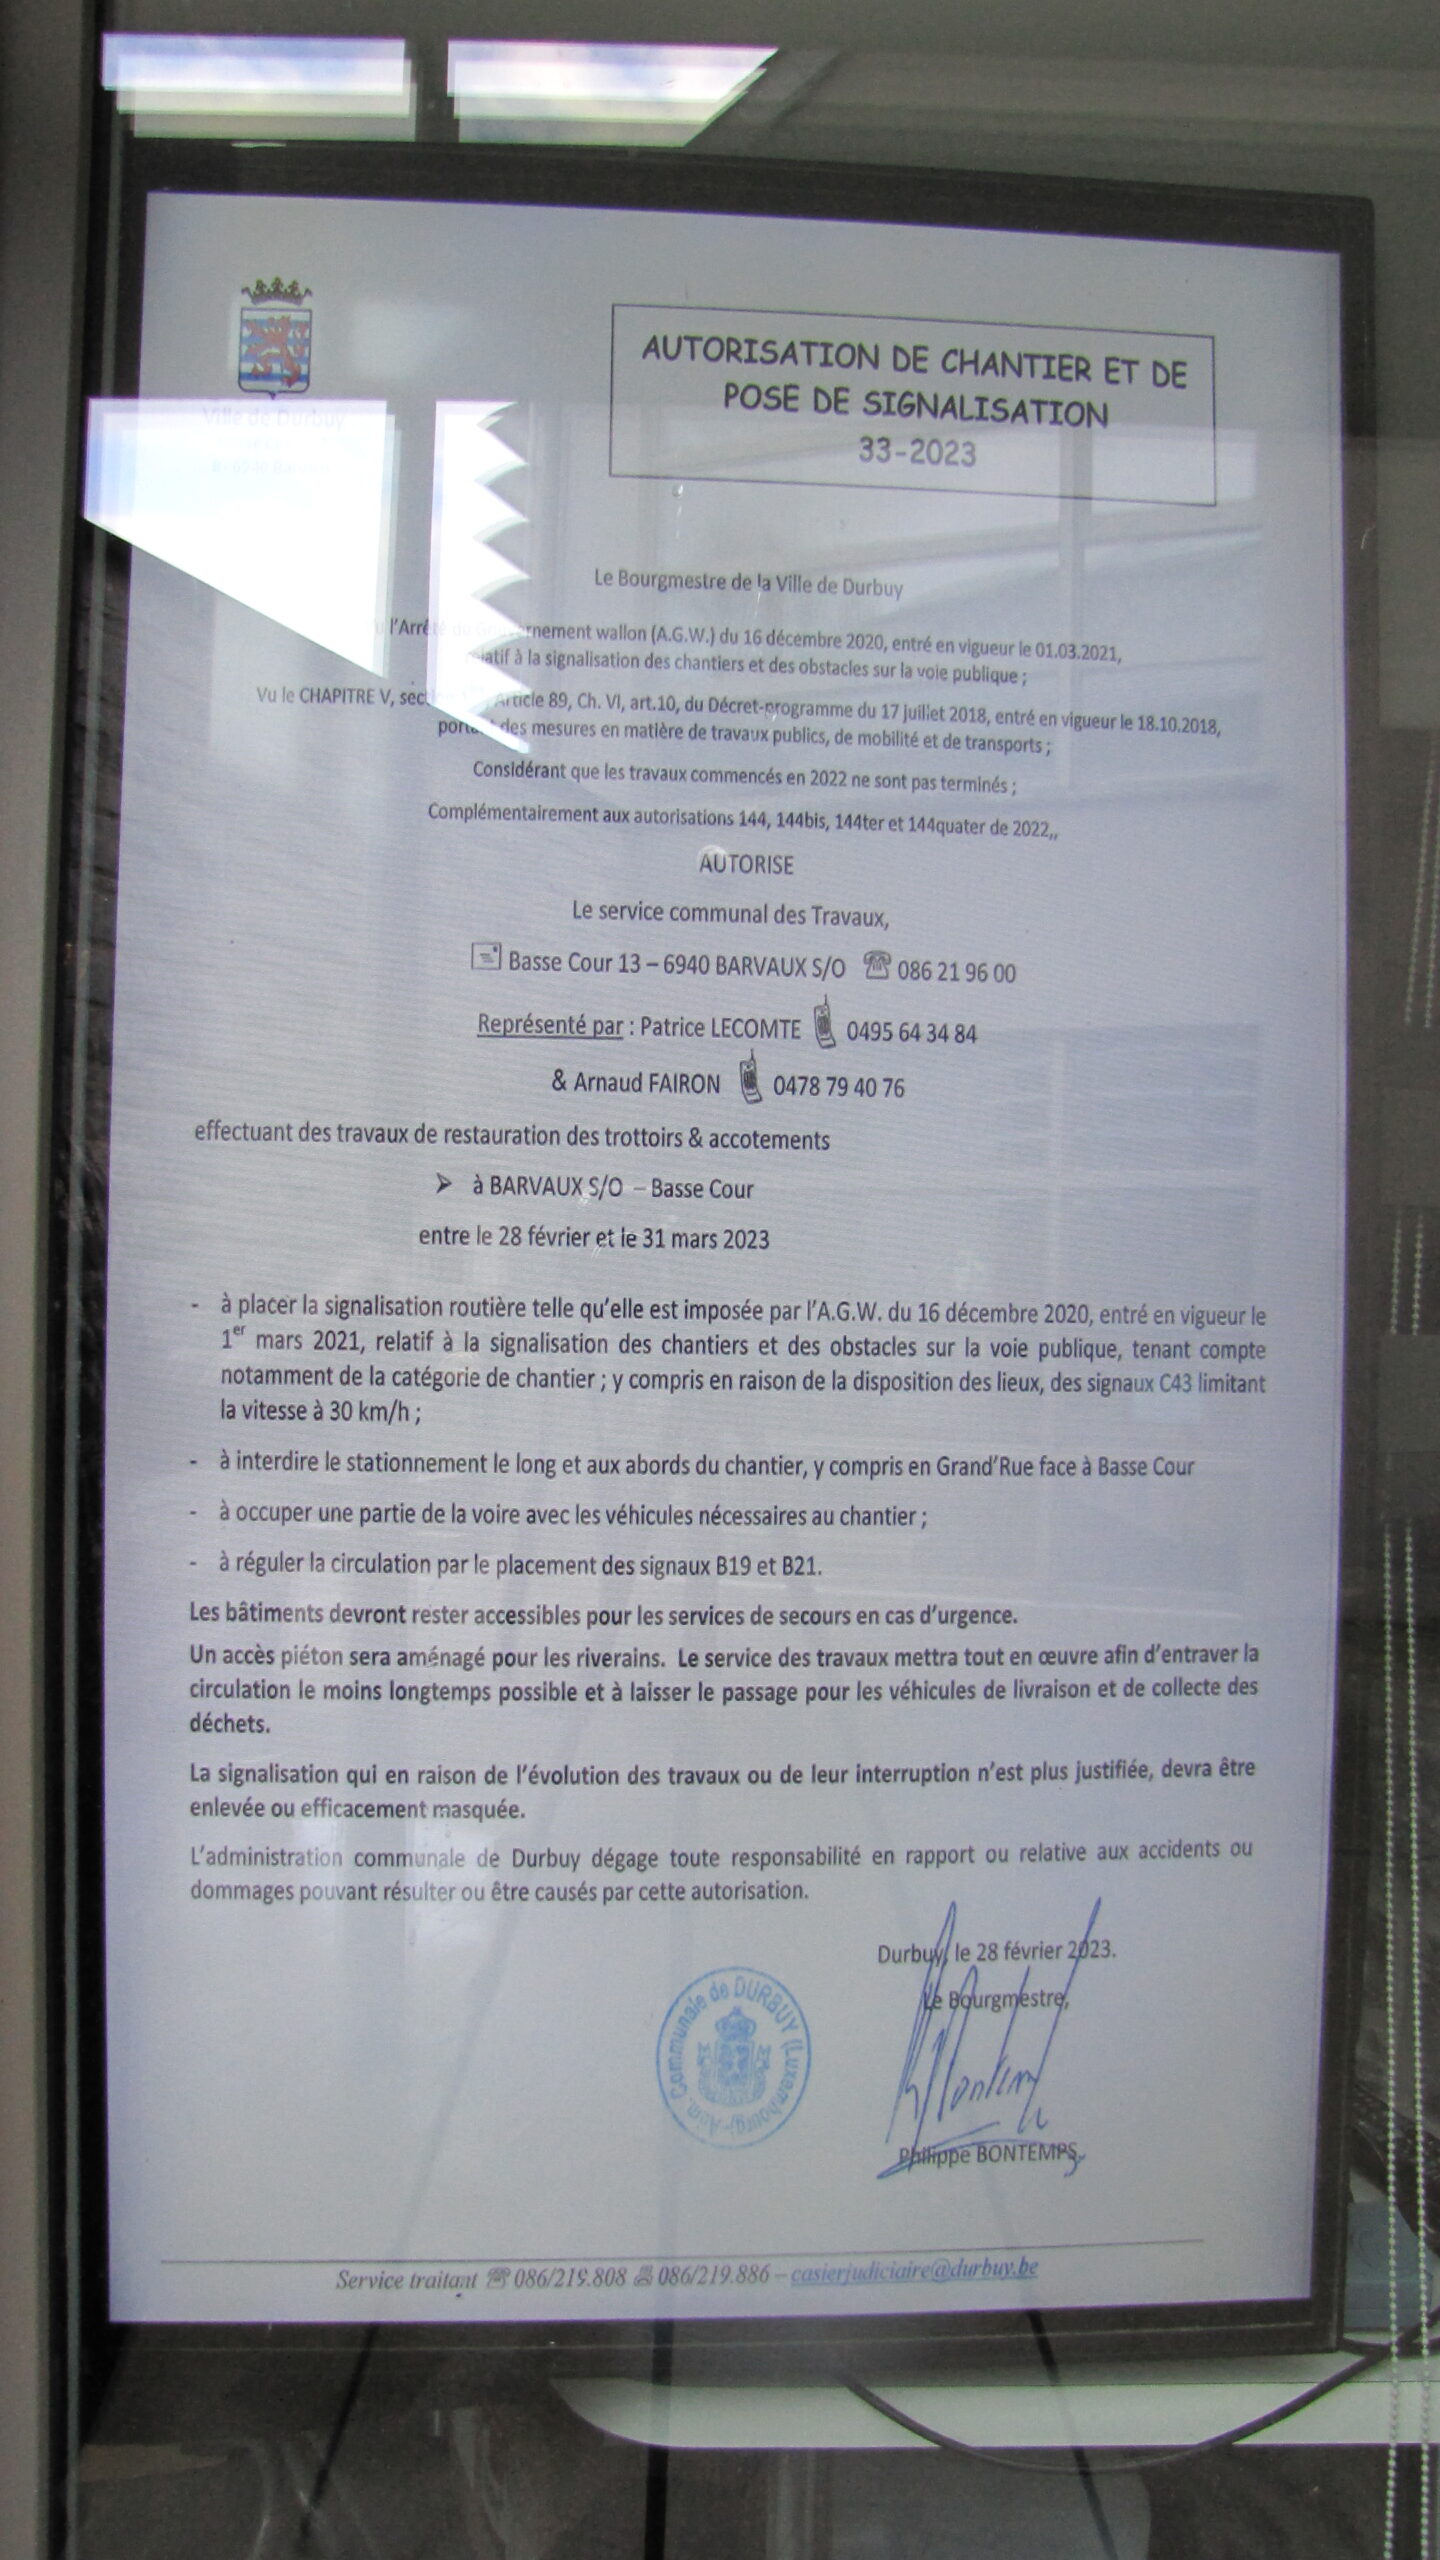 Ville de Durbuy
AUTORISATION DE CHANTIER ET DE
POSE DE SIGNALISATION
33-2023
Le Bourgmestre de la Ville de Durbuy
l'Arrêté de Gouvernement wallon (A.G.W.) du 16 décembre 2020, entré en vigueur le 01.03.2021,
relatif à la signalisation des chantiers et des obstacles sur la voie publique ;
Vu le CHAPITRE V, Article 89, Ch. VI, art.10, du Décret-programme du 17 juillet 2018, entré en vigueur le 18.10.2018,
portant des mesures en matière de travaux publics, de mobilité et de transports ;
Considérant que les travaux commencés en 2022 ne sont pas terminés ;
Complémentairement aux autorisations 144, 144bis, 144ter et 144quater de 2022,,
AUTORISE
Le service communal des Travaux,
Basse Cour 13 – 6940 BARVAUX S/O 086 21 96 00
Représenté par : Patrice LECOMTE 0495 64 34 84
& Arnaud FAIRON 0478 79 40 76
effectuant des travaux de restauration des trottoirs & accotements
➢ à BARVAUX S/O – Basse Cour
entre le 28 février et le 31 mars 2023
- à placer la signalisation routière telle qu'elle est imposée par l'A.G.W. du 16 décembre 2020, entré en vigueur le
1er mars 2021, relatif à la signalisation des chantiers et des obstacles sur la voie publique, tenant compte
notamment de la catégorie de chantier ; y compris en raison de la disposition des lieux, des signaux C43 limitant
la vitesse à 30 km/h ;
- à interdire le stationnement le long et aux abords du chantier, y compris en Grand'Rue face à Basse Cour
- à occuper une partie de la voire avec les véhicules nécessaires au chantier ;
- à réguler la circulation par le placement des signaux B19 et B21.
Les bâtiments devront rester accessibles pour les services de secours en cas d'urgence.
Un accès piéton sera aménagé pour les riverains. Le service des travaux mettra tout en œuvre afin d'entraver la
circulation le moins longtemps possible et à laisser le passage pour les véhicules de livraison et de collecte des
déchets.
La signalisation qui en raison de l'évolution des travaux ou de leur interruption n'est plus justifiée, devra être
enlevée ou efficacement masquée.
L'administration communale de Durbuy dégage toute responsabilité en rapport ou relative aux accidents ou
dommages pouvant résulter ou être causés par cette autorisation.
Durbuy, le 28 février 2023.
Le Bourgmestre,
Adm. Communale de DURBUY (Luxembourg)
Philippe BONTEMPS
Service traitant 086/219.808 086/219.886 – casierjudiciaire@durbuy.be